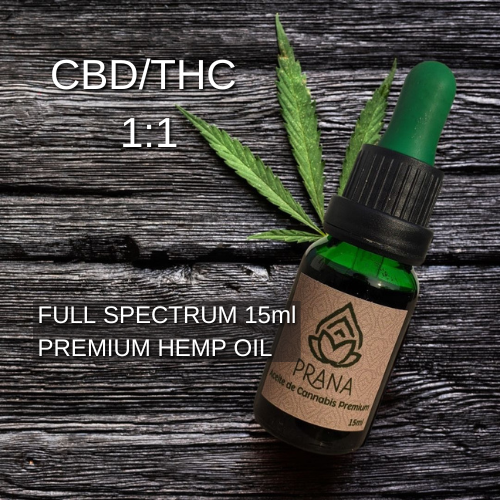 CBD/THC
1:1
FULL SPECTRUM 15ml
PREMIUM HEMP OIL
PRANA
Aceite de Cannabis Premium
15ml